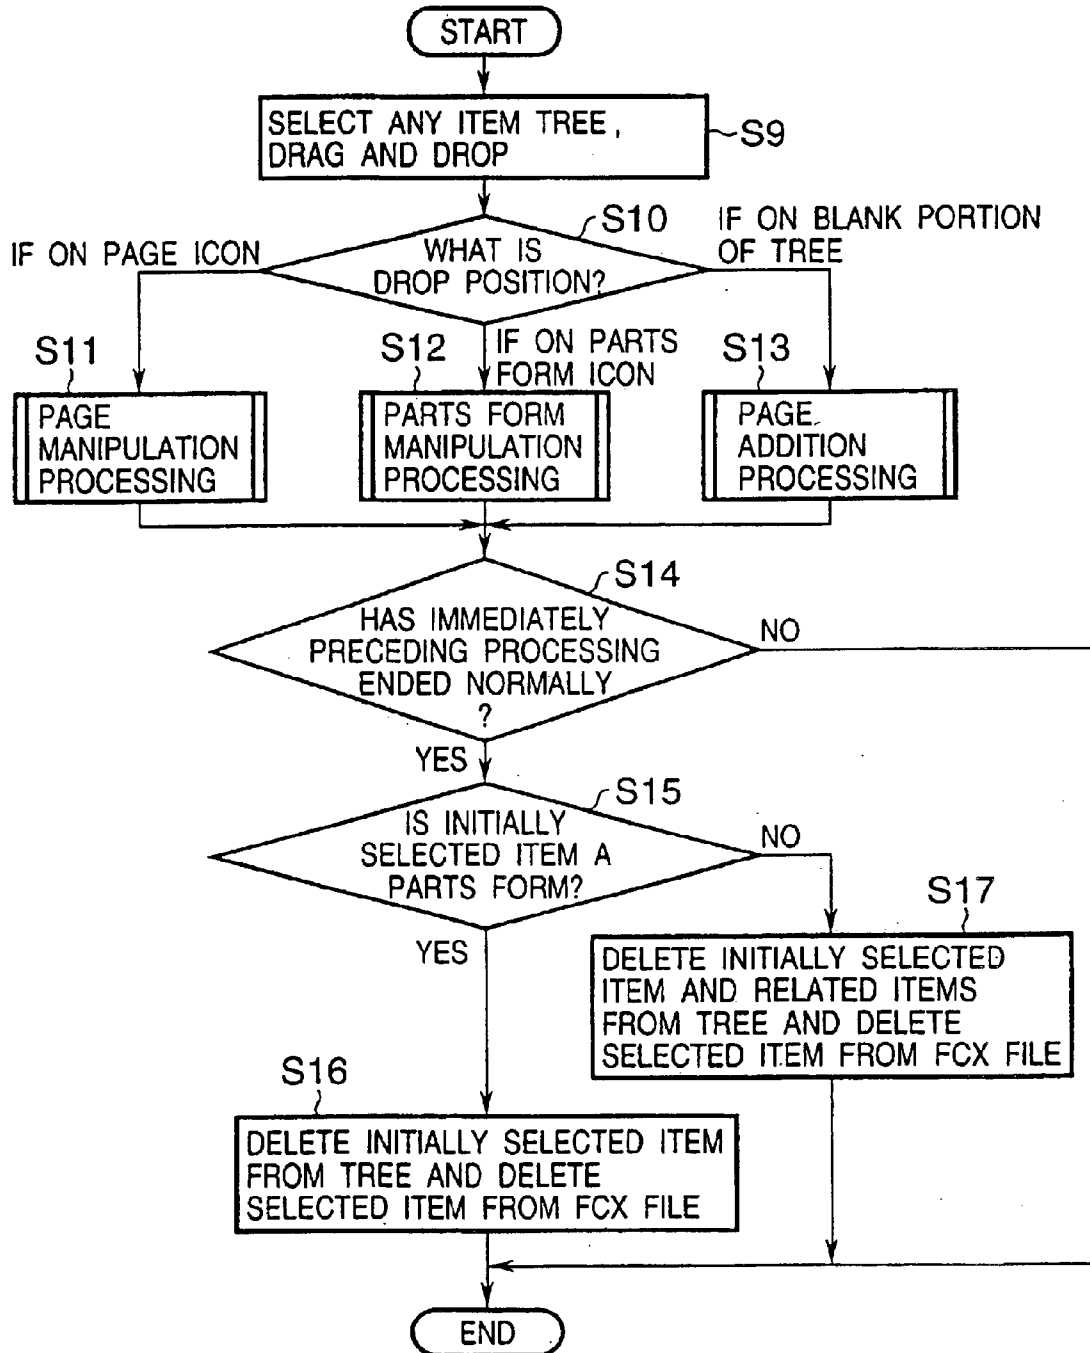 START
SELECT ANY ITEM TREE,
DRAG AND DROP
S9
S10
IF ON PAGE ICON
WHAT IS
DROP POSITION?
IF ON BLANK PORTION
OF TREE
S11
S12
IF ON PARTS
FORM ICON
S13
PAGE
MANIPULATION
PROCESSING
PARTS FORM
MANIPULATION
PROCESSING
PAGE
ADDITION
PROCESSING
S14
HAS IMMEDIATELY
PRECEDING PROCESSING
ENDED NORMALLY
?
NO
YES
S15
IS INITIALLY
SELECTED ITEM A
PARTS FORM?
NO
YES
S17
DELETE INITIALLY SELECTED
ITEM AND RELATED ITEMS
FROM TREE AND DELETE
SELECTED ITEM FROM FCX FILE
S16
DELETE INITIALLY SELECTED ITEM
FROM TREE AND DELETE
SELECTED ITEM FROM FCX FILE
END